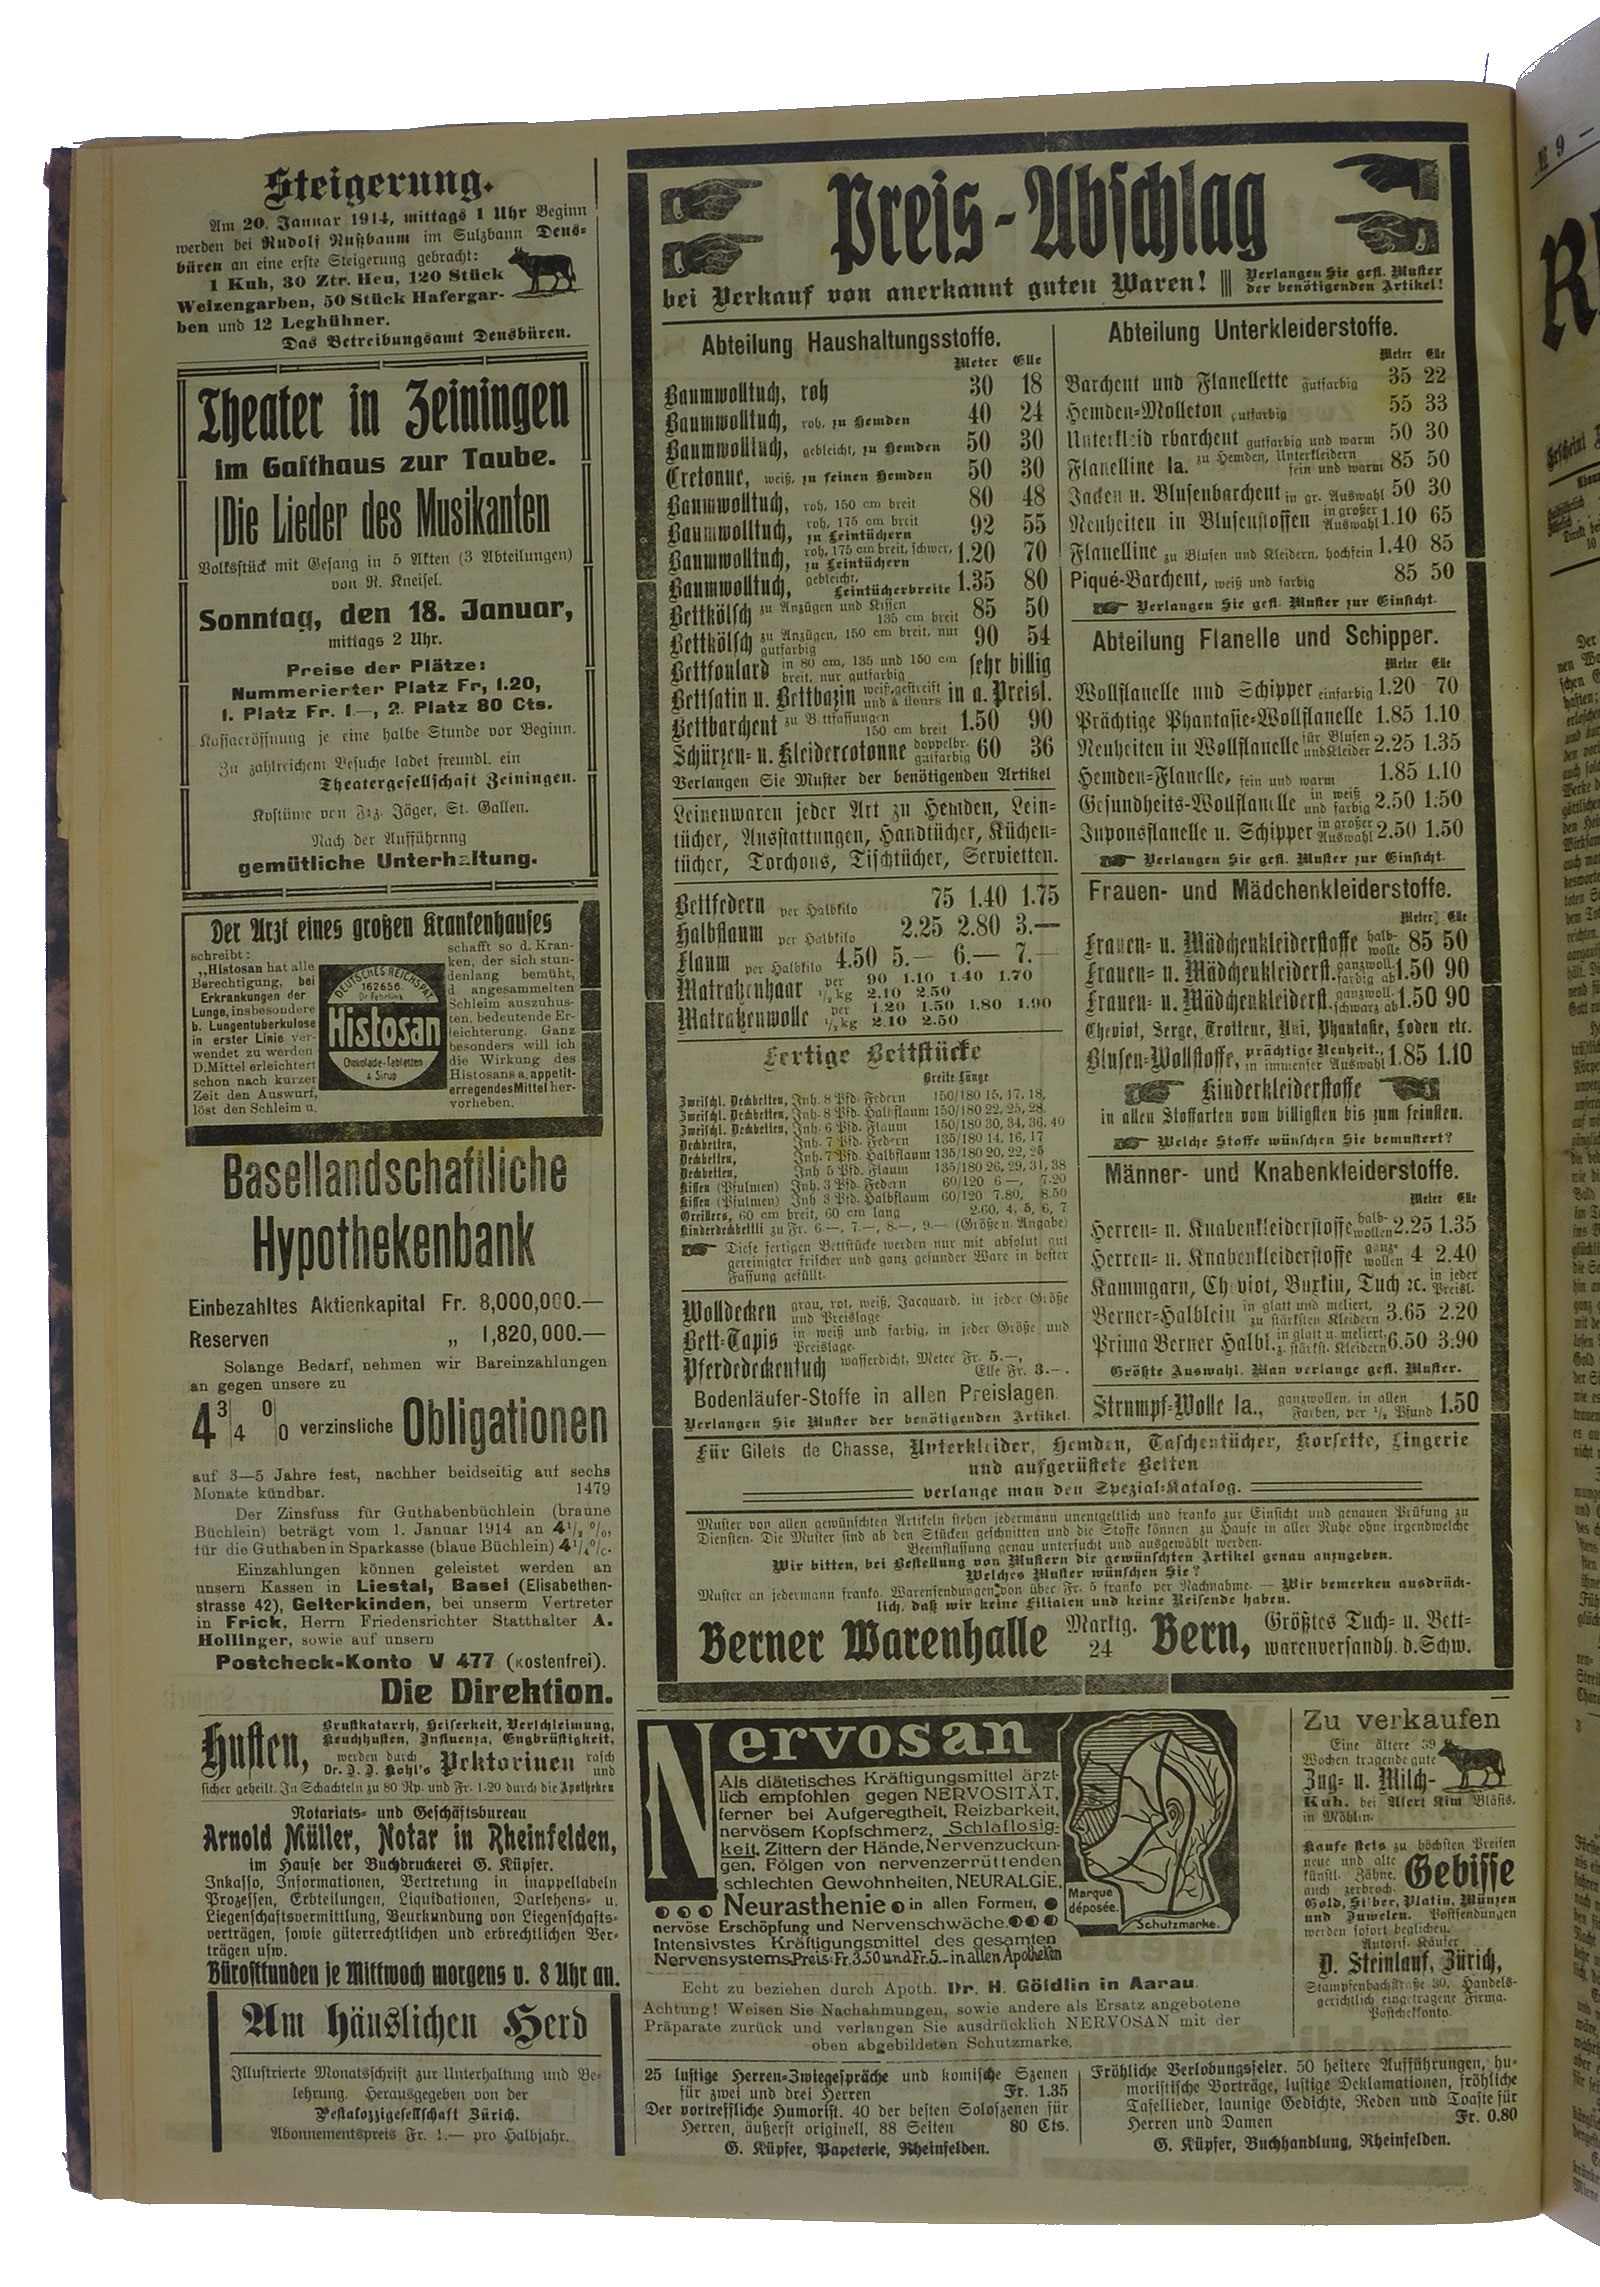 Steigerung.
Am 20. Januar 1914, mittags 1 Uhr Beginn
werden bei Rudolf Nußbaum im Sulzbann Dens-
büren an eine erste Steigerung gebracht:
1 Kuh, 30 Ztr. Heu, 120 Stück
Weizengarben, 50 Stück Hafergar-
ben und 12 Leghühner.
Das Betreibungsamt Densbüren.
Theater in Zeiningen
im Gasthaus zur Taube.
Die Lieder des Musikanten
Volksstück mit Gesang in 5 Akten (3 Abteilungen)
von R. Kneisel.
Sonntag, den 18. Januar,
mittags 2 Uhr.
Preise der Plätze:
Nummerierter Platz Fr, 1.20,
1. Platz Fr. 1.—, 2. Platz 80 Cts.
Kassaeröffnung je eine halbe Stunde vor Beginn.
Zu zahlreichem Besuche ladet freundl. ein
Theatergesellschaft Zeiningen.
Kostüme von Frz. Jäger, St. Gallen.
Nach der Aufführung
gemütliche Unterhaltung.
Der Arzt eines großen Krankenhauses
schreibt:
„Histosan hat alle
Berechtigung, bei
Erkrankungen der
Lunge, insbesondere
b. Lungentuberkulose
in erster Linie ver-
wendet zu werden
D. Mittel erleichtert
schon nach kurzer
Zeit den Auswurf,
löst den Schleim u.
DEUTSCHES REICHSPAT.
162656.
Dr Fehrlin's
Histosan
Chokolade-Tabletten
& Sirup
schafft so d. Kran-
ken, der sich stun-
denlang bemüht,
d angesammelten
Schleim auszuhus-
ten, bedeutende Er-
leichterung. Ganz
besonders will ich
die Wirkung des
Histosans a, appetit-
erregendes Mittel her-
vorheben.
Basellandschaftliche
Hypothekenbank
Einbezahltes Aktienkapital Fr. 8,000,000.—
Reserven „ 1,820,000.—
Solange Bedarf, nehmen wir Bareinzahlungen
an gegen unsere zu
4 3/4 0/0 verzinsliche Obligationen
auf 3—5 Jahre fest, nachher beidseitig auf sechs
Monate kündbar. 1479
Der Zinsfuss für Guthabenbüchlein (braune
Büchlein) beträgt vom 1. Januar 1914 an 4 1/2 %,
für die Guthaben in Sparkasse (blaue Büchlein) 4 1/4 %.
Einzahlungen können geleistet werden an
unsern Kassen in Liestal, Basel (Elisabethen-
strasse 42), Gelterkinden, bei unserm Vertreter
in Frick, Herrn Friedensrichter Statthalter A.
Hollinger, sowie auf unsern
Postcheck-Konto V 477 (kostenfrei).
Die Direktion.
Husten, Brustkatarrh, Heiserkeit, Verschleimung,
Keuchhusten, Influenza, Engbrüstigkeit,
werden durch
Dr. J. J. Hohl's Pektorinen rasch und
sicher geheilt. In Schachteln zu 80 Rp. und Fr. 1.20 durch die Apotheken
Notariats- und Geschäftsbureau
Arnold Müller, Notar in Rheinfelden,
im Hause der Buchdruckerei G. Küpfer.
Inkasso, Informationen, Vertretung in inappellabeln
Prozessen, Erbteilungen, Liquidationen, Darlehens- u.
Liegenschaftsvermittlung, Beurkundung von Liegenschafts-
verträgen, sowie güterrechtlichen und erbrechtlichen Ver-
trägen usw.
Bürostunden je Mittwoch morgens v. 8 Uhr an.
Am häuslichen Herd
Illustrierte Monatsschrift zur Unterhaltung und Be-
lehrung. Herausgegeben von der
Pestalozzigesellschaft Zürich.
Abonnementspreis Fr. 1.— pro Halbjahr.
Preis-Abschlag
bei Verkauf von anerkannt guten Waren!
Verlangen Sie gefl. Muster
der benötigenden Artikel!
Abteilung Haushaltungsstoffe.
Meter Elle
Baumwolltuch, roh 30 18
Baumwolltuch, roh, zu Hemden 40 24
Baumwolltuch, gebleicht, zu Hemden 50 30
Cretonne, weiß, zu feinen Hemden 50 30
Baumwolltuch, roh, 150 cm breit 80 48
Baumwolltuch, roh, 175 cm breit zu Leintüchern 92 55
Baumwolltuch, roh, 175 cm breit, schwer, zu Leintüchern 1.20 70
Baumwolltuch, gebleicht, Leintücherbreite 1.35 80
Bettkölsch zu Anzügen und Kissen 135 cm breit 85 50
Bettkölsch zu Anzügen, 150 cm breit, nur gutfarbig 90 54
Bettfoulard in 80 cm, 135 und 150 cm breit, nur gutfarbig sehr billig
Bettsatin u. Bettbazin weiß, gestreift und à fleurs in a. Preisl.
Bettbarchent zu Bettfassungen 150 cm breit 1.50 90
Schürzen- u. Kleidercotonne doppelbr. gutfarbig 60 36
Verlangen Sie Muster der benötigenden Artikel
Leinenwaren jeder Art zu Hemden, Lein-
tücher, Ausstattungen, Handtücher, Küchen-
tücher, Torchons, Tischtücher, Servietten.
Bettfedern per Halbkilo 75 1.40 1.75
Halbflaum per Halbkilo 2.25 2.80 3.—
Flaum per Halbkilo 4.50 5.— 6.— 7.—
Matratzenhaar per 1/2 kg 90 1.10 1.40 1.70 2.10 2.50
Matratzenwolle per 1/2 kg 1.20 1.50 1.80 1.90 2.10 2.50
Fertige Bettstücke
Breite Länge
Zweischl. Deckbetten, Inh. 8 Pfd. Federn 150/180 15, 17, 18,
Zweischl. Deckbetten, Inh. 8 Pfd. Halbflaum 150/180 22, 25, 28
Zweischl. Deckbetten, Inh. 6 Pfd. Flaum 150/180 30, 34, 36, 40
Deckbetten, Inh. 7 Pfd. Federn 135/180 14, 16, 17
Deckbetten, Inh. 7 Pfd. Halbflaum 135/180 20, 22, 25
Deckbetten, Inh 5 Pfd. Flaum 135/180 26, 29, 31, 38
Kissen (Pfulmen) Inh. 3 Pfd. Federn 60/120 6—, 7.20
Kissen (Pfulmen) Inh. 3 Pfd. Halbflaum 60/120 7.80, 8.50
Oreillers, 60 cm breit, 60 cm lang 2.60, 4, 5, 6, 7
Kinderdeckbettli zu Fr. 6.—, 7.—, 8.—, 9.— (Größe n. Angabe)
Diese fertigen Bettstücke werden nur mit absolut gut
gereinigter frischer und ganz gesunder Ware in bester
Fassung gefüllt.
Wolldecken grau, rot, weiß, Jacquard, in jeder Größe und Preislage
Bett-Tapis in weiß und farbig, in jeder Größe und Preislage.
Pferdedeckentuch wasserdicht, Meter Fr. 5.—, Elle Fr. 3.—.
Bodenläufer-Stoffe in allen Preislagen.
Verlangen Sie Muster der benötigenden Artikel.
Abteilung Unterkleiderstoffe.
Meter Elle
Barchent und Flanellette gutfarbig 35 22
Hemden-Molleton gutfarbig 55 33
Unterkleid rbarchent gutfarbig und warm 50 30
Flanelline Ia. zu Hemden, Unterkleidern fein und warm 85 50
Jacken u. Blusenbarchent in gr. Auswahl 50 30
Neuheiten in Blusenstoffen in großer Auswahl 1.10 65
Flanelline zu Blusen und Kleidern, hochfein 1.40 85
Piqué-Barchent, weiß und farbig 85 50
Verlangen Sie gefl. Muster zur Einsicht.
Abteilung Flanelle und Schipper.
Meter Elle
Wollflanelle und Schipper einfarbig 1.20 70
Prächtige Phantasie-Wollflanelle 1.85 1.10
Neuheiten in Wollflanelle für Blusen und Kleider 2.25 1.35
Hemden-Flanelle, fein und warm 1.85 1.10
Gesundheits-Wollflanelle in weiß und farbig 2.50 1.50
Juponsflanelle u. Schipper in großer Auswahl 2.50 1.50
Verlangen Sie gefl. Muster zur Einsicht.
Frauen- und Mädchenkleiderstoffe.
Meter Elle
Frauen- u. Mädchenkleiderstoffe halb-wolle 85 50
Frauen- u. Mädchenkleiderst. ganzwoll. farbig ab 1.50 90
Frauen- u. Mädchenkleiderst. ganzwoll. schwarz ab 1.50 90
Cheviot, Serge, Trotteur, Uni, Phantasie, Loden etc.
Blusen-Wollstoffe, prächtige Neuheit., in immenser Auswahl 1.85 1.10
Kinderkleiderstoffe
in allen Stoffarten vom billigsten bis zum feinsten.
Welche Stoffe wünschen Sie bemustert?
Männer- und Knabenkleiderstoffe.
Meter Elle
Herren- u. Knabenkleiderstoffe halb-wollen 2.25 1.35
Herren- u. Knabenkleiderstoffe ganz-wollen 4 2.40
Kammgarn, Ch viot, Buxkin, Tuch ec. in jeder Preisl.
Berner-Halblein in glatt und meliert, zu stärksten Kleidern 3.65 2.20
Prima Berner Halbl. in glatt u. meliert, z. stärkst. Kleidern 6.50 3.90
Größte Auswahl. Man verlange gefl. Muster.
Strumpf-Wolle Ia., ganzwollen, in allen Farben, per 1/2 Pfund 1.50
Für Gilets de Chasse, Unterkleider, Hemden, Taschentücher, Korsette, Lingerie
und aufgerüstete Betten
verlange man den Spezial-Katalog.
Muster von allen gewünschten Artikeln stehen jedermann unentgeltlich und franko zur Einsicht und genauen Prüfung zu
Diensten. Die Muster sind ab den Stücken geschnitten und die Stoffe können zu Hause in aller Ruhe ohne irgendwelche
Beeinflussung genau untersucht und ausgewählt werden.
Wir bitten, bei Bestellung von Mustern die gewünschten Artikel genau anzugeben.
Welches Muster wünschen Sie?
Muster an jedermann franko. Warensendungen von über Fr. 5 franko per Nachnahme. — Wir bemerken ausdrück-
lich, daß wir keine Filialen und keine Reisende haben.
Berner Warenhalle Marktg. 24 Bern, Größtes Tuch- u. Bett-
warenversandh. d. Schw.
Nervosan
Als diätetisches Kräftigungsmittel ärzt-
lich empfohlen gegen NERVOSITÄT,
ferner bei Aufgeregtheit, Reizbarkeit,
nervösem Kopfschmerz, Schlaflosig-
keit, Zittern der Hände, Nervenzuckun-
gen, Folgen von nervenzerrüttenden
schlechten Gewohnheiten, NEURALGIE,
Neurasthenie in allen Formen,
nervöse Erschöpfung und Nervenschwäche.
Intensivstes Kräftigungsmittel des gesamten
Nervensystems Preis: Fr. 3.50 und Fr. 5.- in allen Apotheken
Marque
déposée.
Schutzmarke.
Echt zu beziehen durch Apoth. Dr. H. Göldlin in Aarau.
Achtung! Weisen Sie Nachahmungen, sowie andere als Ersatz angebotene
Präparate zurück und verlangen Sie ausdrücklich NERVOSAN mit der
oben abgebildeten Schutzmarke.
Zu verkaufen
Eine ältere 39
Wochen tragende gute
Zug- u. Milch-
Kuh, bei Albert Kim Bläsis.
in Möhlin.
Kaufe stets zu höchsten Preisen
neue und alte
künstl. Zähne,
auch zerbroch. Gebisse
Gold, Silber, Platin, Münzen
und Juwelen. Postsendungen
werden sofort beglichen.
Autoris. Käufer
D. Steinlauf, Zürich,
Stampfenbachstraße 30. Handels-
gerichtlich eingetragene Firma.
Postcheckonto.
25 lustige Herren-Zwiegespräche und komische Szenen
für zwei und drei Herren Fr. 1.35
Der vortreffliche Humorist. 40 der besten Soloszenen für
Herren, äußerst originell, 88 Seiten 80 Cts.
G. Küpfer, Papeterie, Rheinfelden.
Fröhliche Verlobungsfeier. 50 heitere Aufführungen, hu-
moristische Vorträge, lustige Deklamationen, fröhliche
Tafellieder, launige Gedichte, Reden und Toaste für
Herren und Damen Fr. 0.80
G. Küpfer, Buchhandlung, Rheinfelden.
№ 9 —